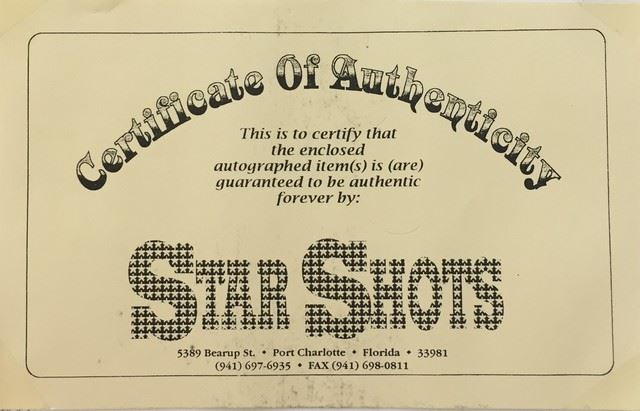 Certificate Of Authenticity
This is to certify that
the enclosed
autographed item(s) is (are)
guaranteed to be authentic
forever by:
STAR SHOTS
5389 Bearup St. • Port Charlotte • Florida • 33981
(941) 697-6935 • FAX (941) 698-0811